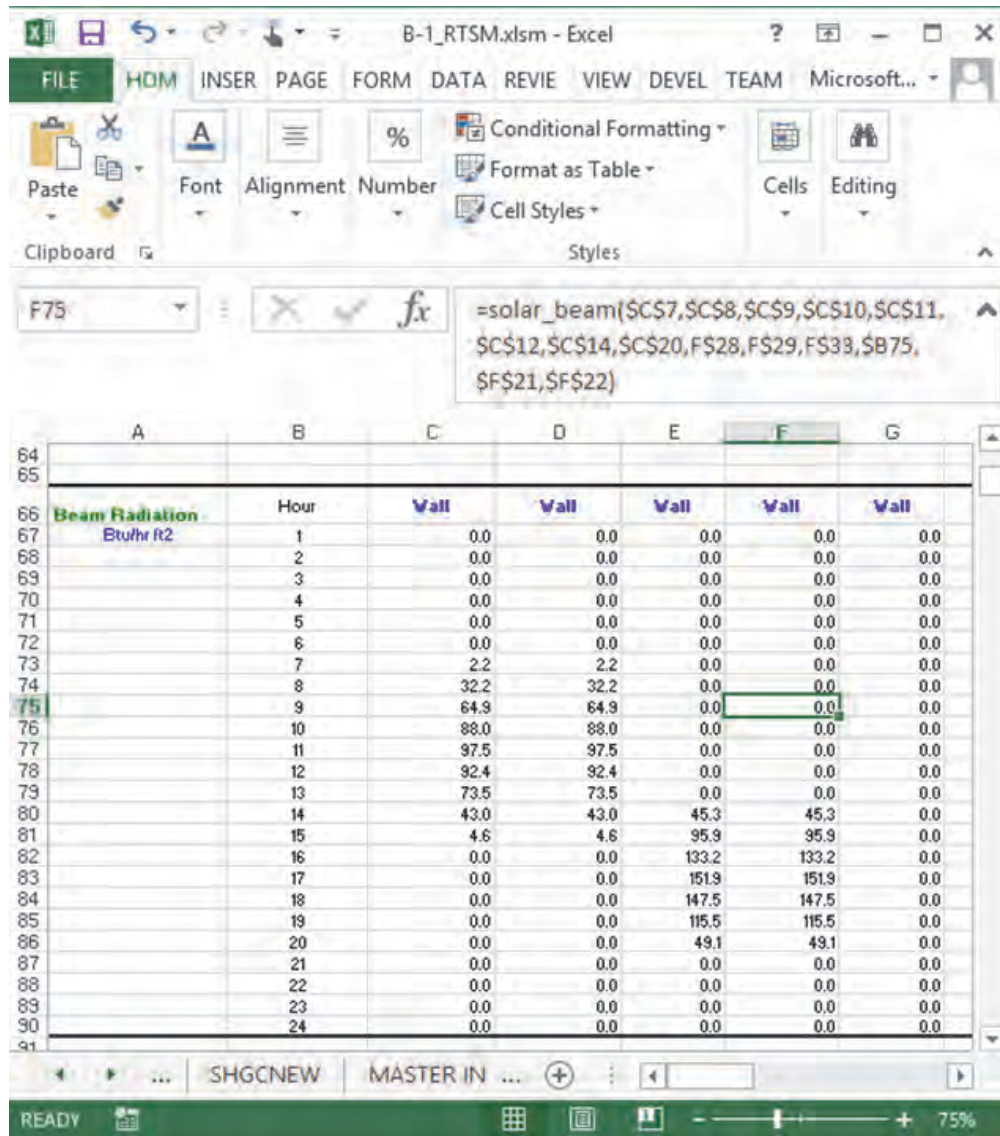 B-1_RTSM.xlsm - Excel ?
FILE HOM INSER PAGE FORM DATA REVIE VIEW DEVEL TEAM Microsoft...
Paste Font Alignment Number Conditional Formatting Format as Table Cell Styles Cells Editing
Clipboard Styles
F75 fx =solar_beam($C$7,$C$8,$C$9,$C$10,$C$11,
$C$12,$C$14,$C$20,F$28,F$29,F$33,$B75,
$F$21,$F$22)
A B C D E F G
64
65
66 Beam Radiation Hour Wall Wall Wall Wall Wall
67 Btu/hr ft2 1 0.0 0.0 0.0 0.0 0.0
68 2 0.0 0.0 0.0 0.0 0.0
69 3 0.0 0.0 0.0 0.0 0.0
70 4 0.0 0.0 0.0 0.0 0.0
71 5 0.0 0.0 0.0 0.0 0.0
72 6 0.0 0.0 0.0 0.0 0.0
73 7 2.2 2.2 0.0 0.0 0.0
74 8 32.2 32.2 0.0 0.0 0.0
75 9 64.9 64.9 0.0 0.0 0.0
76 10 88.0 88.0 0.0 0.0 0.0
77 11 97.5 97.5 0.0 0.0 0.0
78 12 92.4 92.4 0.0 0.0 0.0
79 13 73.5 73.5 0.0 0.0 0.0
80 14 43.0 43.0 45.3 45.3 0.0
81 15 4.6 4.6 95.9 95.9 0.0
82 16 0.0 0.0 133.2 133.2 0.0
83 17 0.0 0.0 151.9 151.9 0.0
84 18 0.0 0.0 147.5 147.5 0.0
85 19 0.0 0.0 115.5 115.5 0.0
86 20 0.0 0.0 49.1 49.1 0.0
87 21 0.0 0.0 0.0 0.0 0.0
88 22 0.0 0.0 0.0 0.0 0.0
89 23 0.0 0.0 0.0 0.0 0.0
90 24 0.0 0.0 0.0 0.0 0.0
91
... SHGCNEW MASTER IN ...
READY 75%